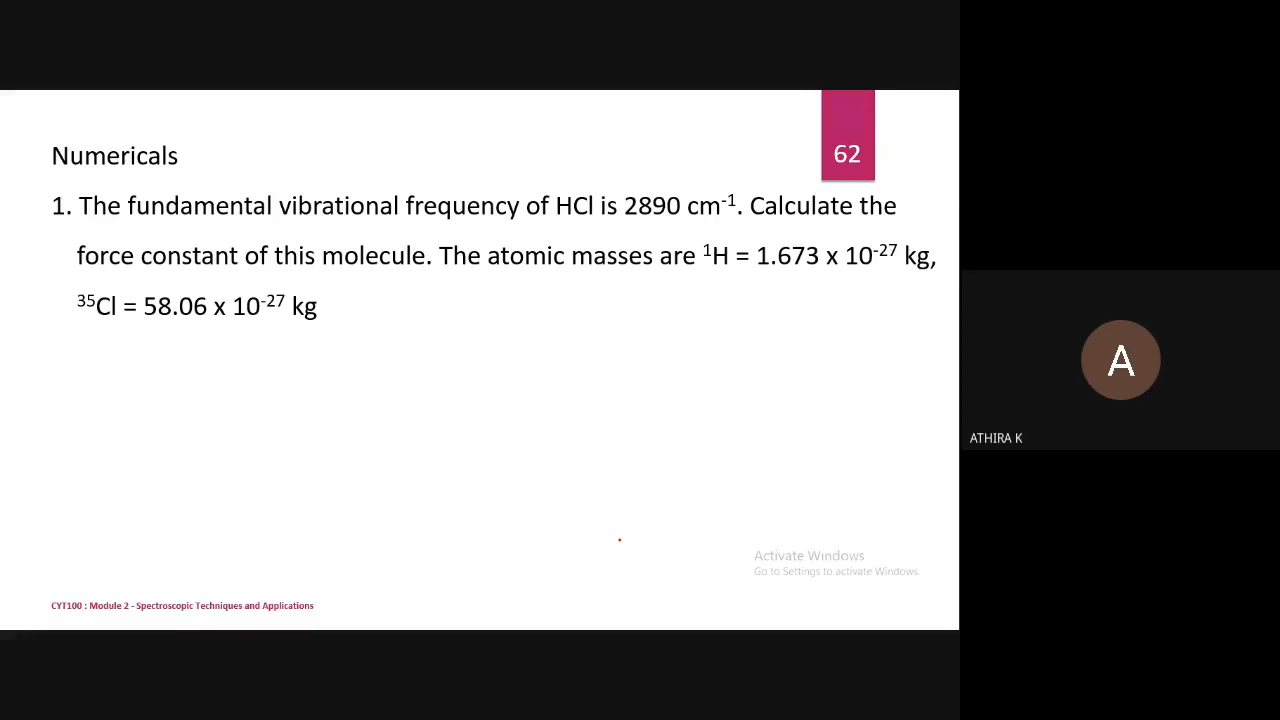 62
Numericals
1. The fundamental vibrational frequency of HCl is 2890 cm⁻¹. Calculate the
force constant of this molecule. The atomic masses are ¹H = 1.673 x 10⁻²⁷ kg,
³⁵Cl = 58.06 x 10⁻²⁷ kg
A
ATHIRA K
Activate Windows
Go to Settings to activate Windows.
CYT100 : Module 2 - Spectroscopic Techniques and Applications